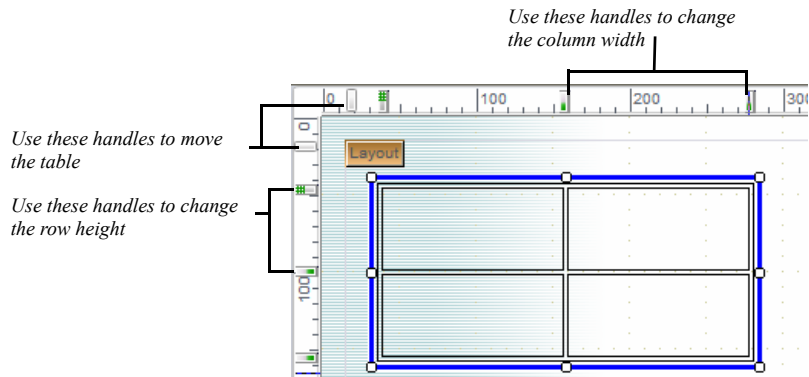 Use these handles to change
the column width
0 100 200 300
Use these handles to move
the table
0
Layout
Use these handles to change
the row height
100